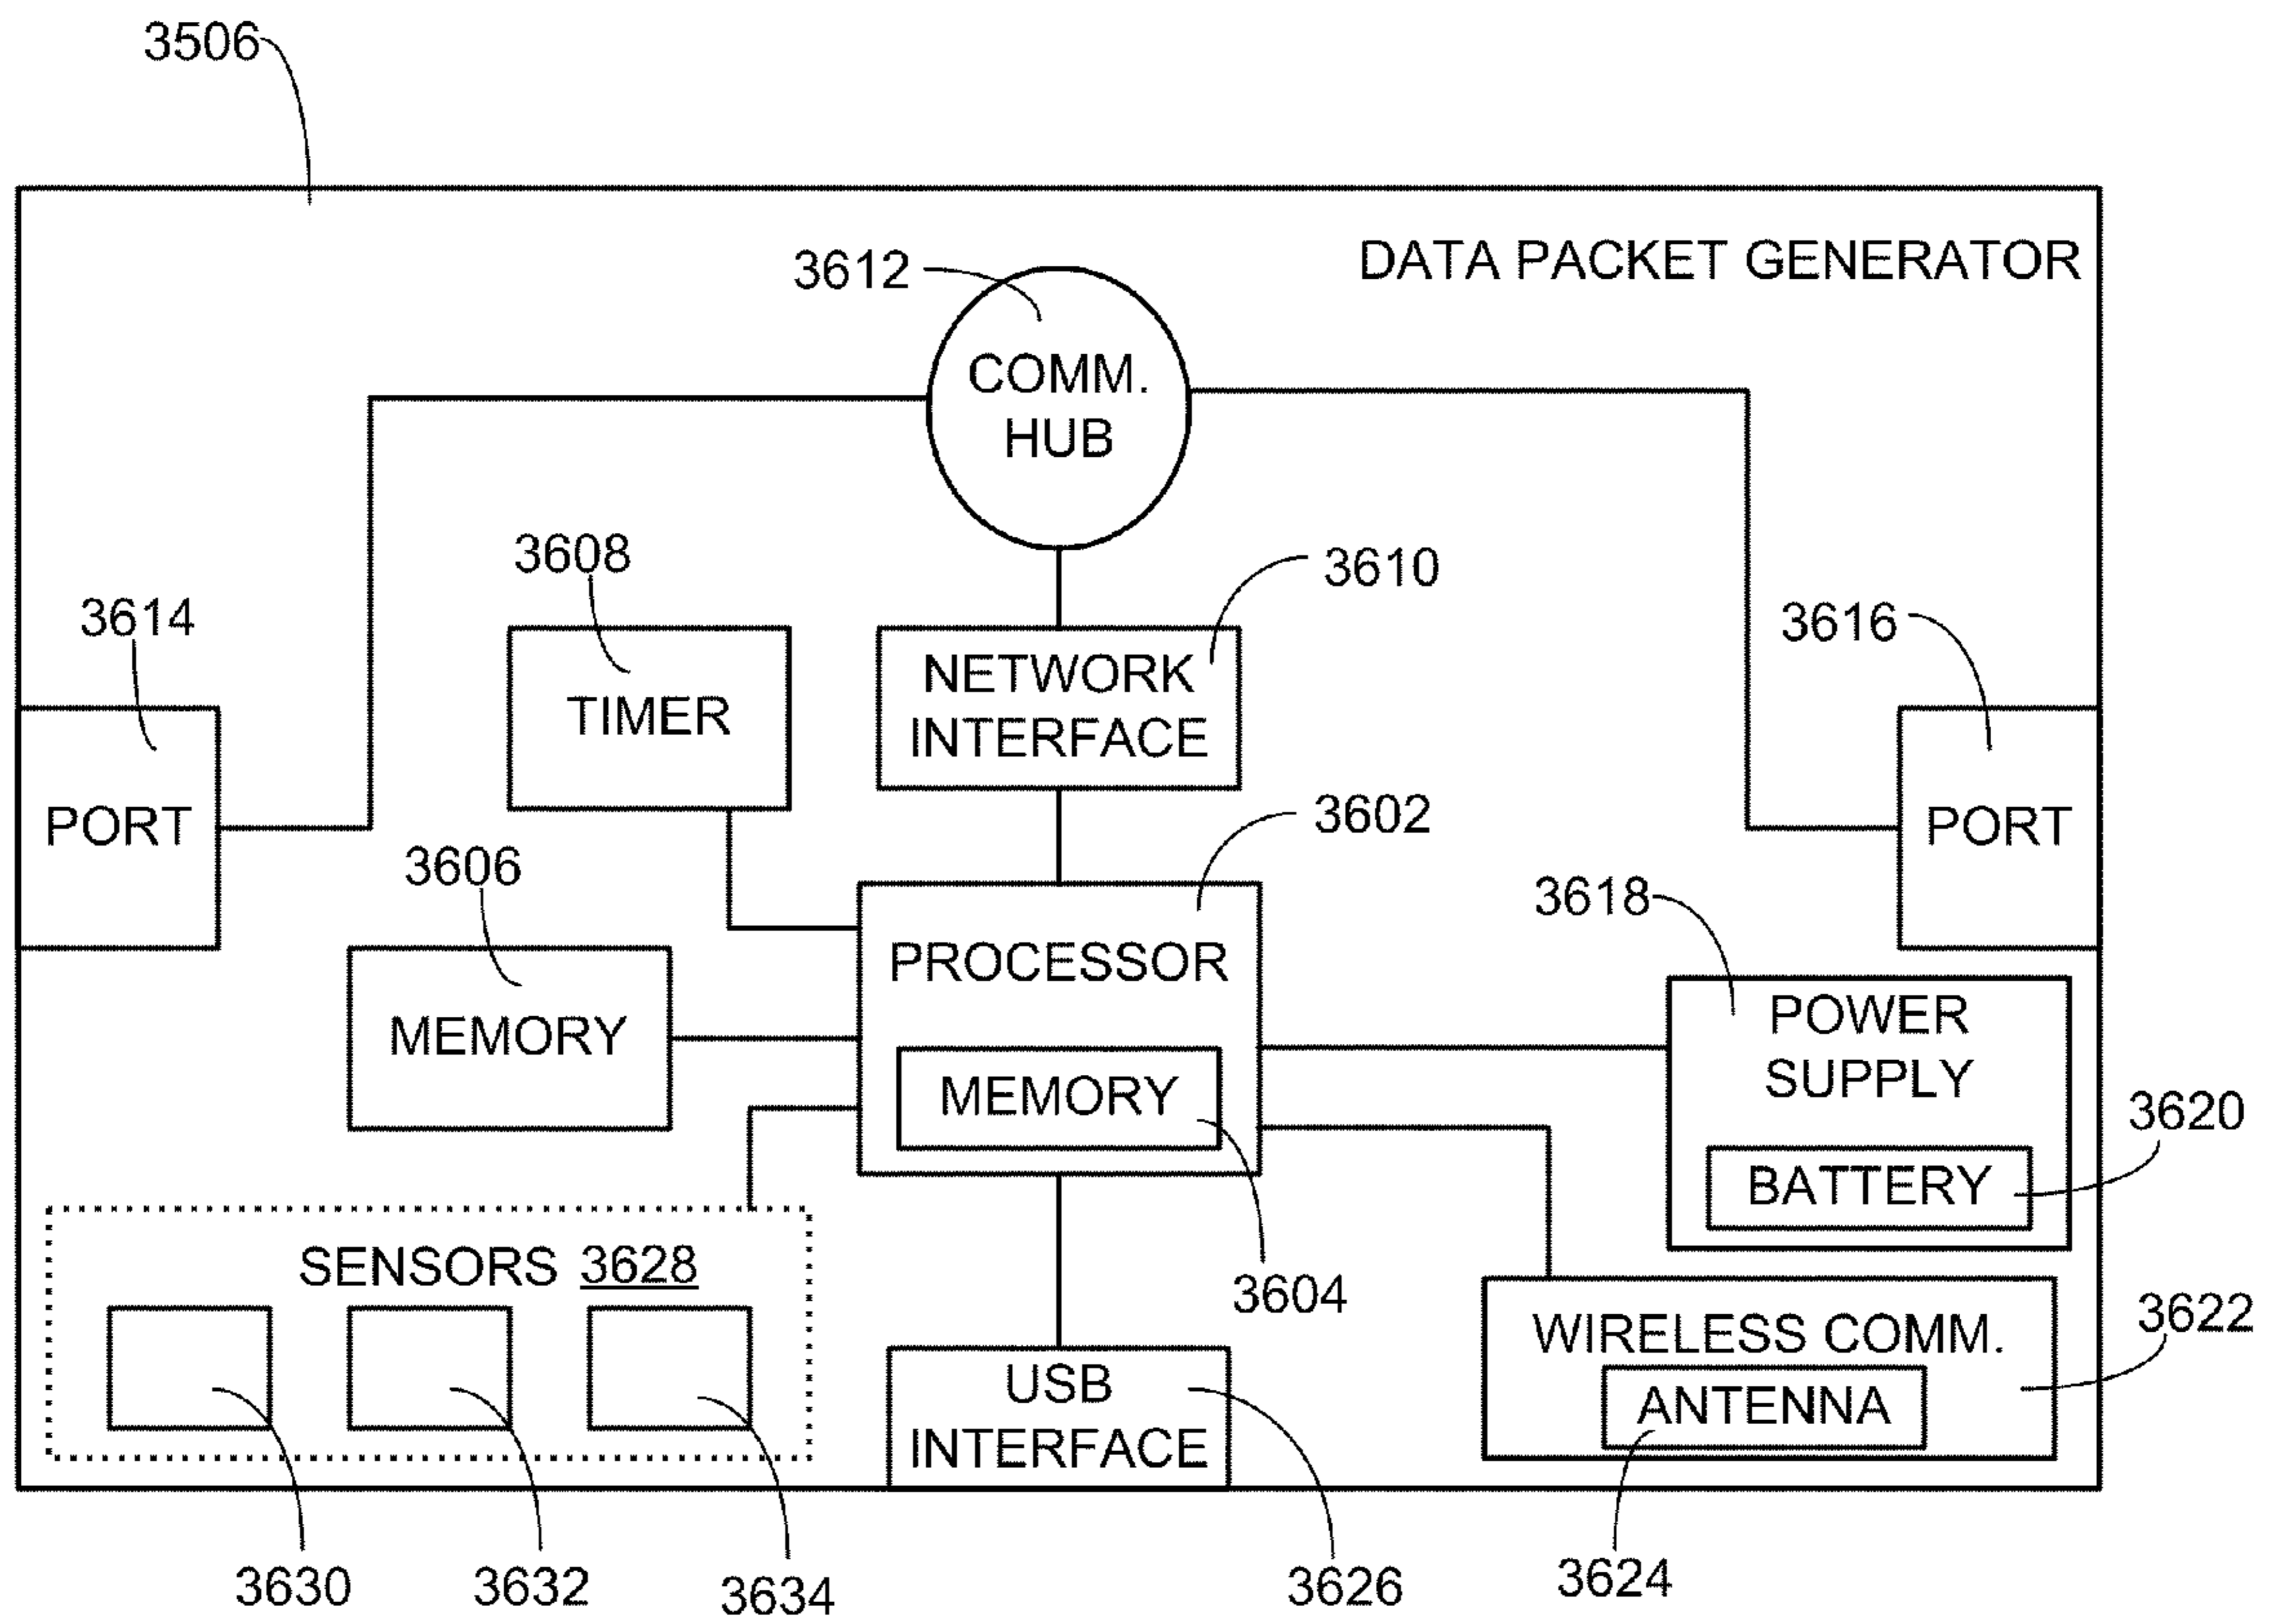 3506
DATA PACKET GENERATOR
3612
COMM.
HUB
3608
3610
3614
3616
TIMER
NETWORK
INTERFACE
PORT
3606
3602
PORT
3618
PROCESSOR
MEMORY
MEMORY
POWER
SUPPLY
3620
BATTERY
SENSORS 3628
3604
3622
WIRELESS COMM.
ANTENNA
USB
INTERFACE
3630
3632
3634
3626
3624